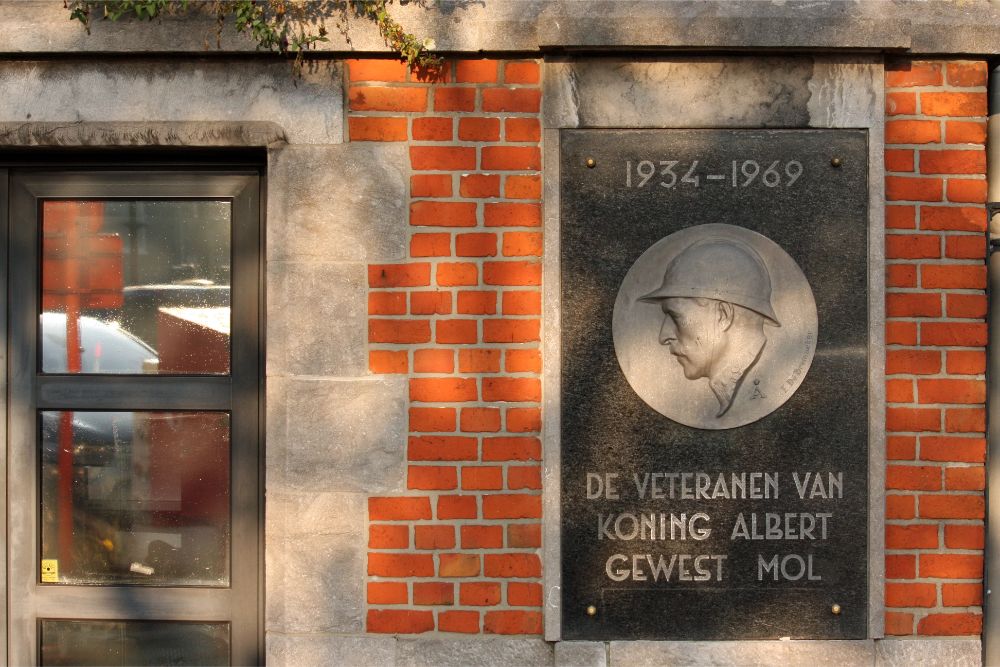 1934–1969
DE VETERANEN VAN
KONING ALBERT
GEWEST MOL